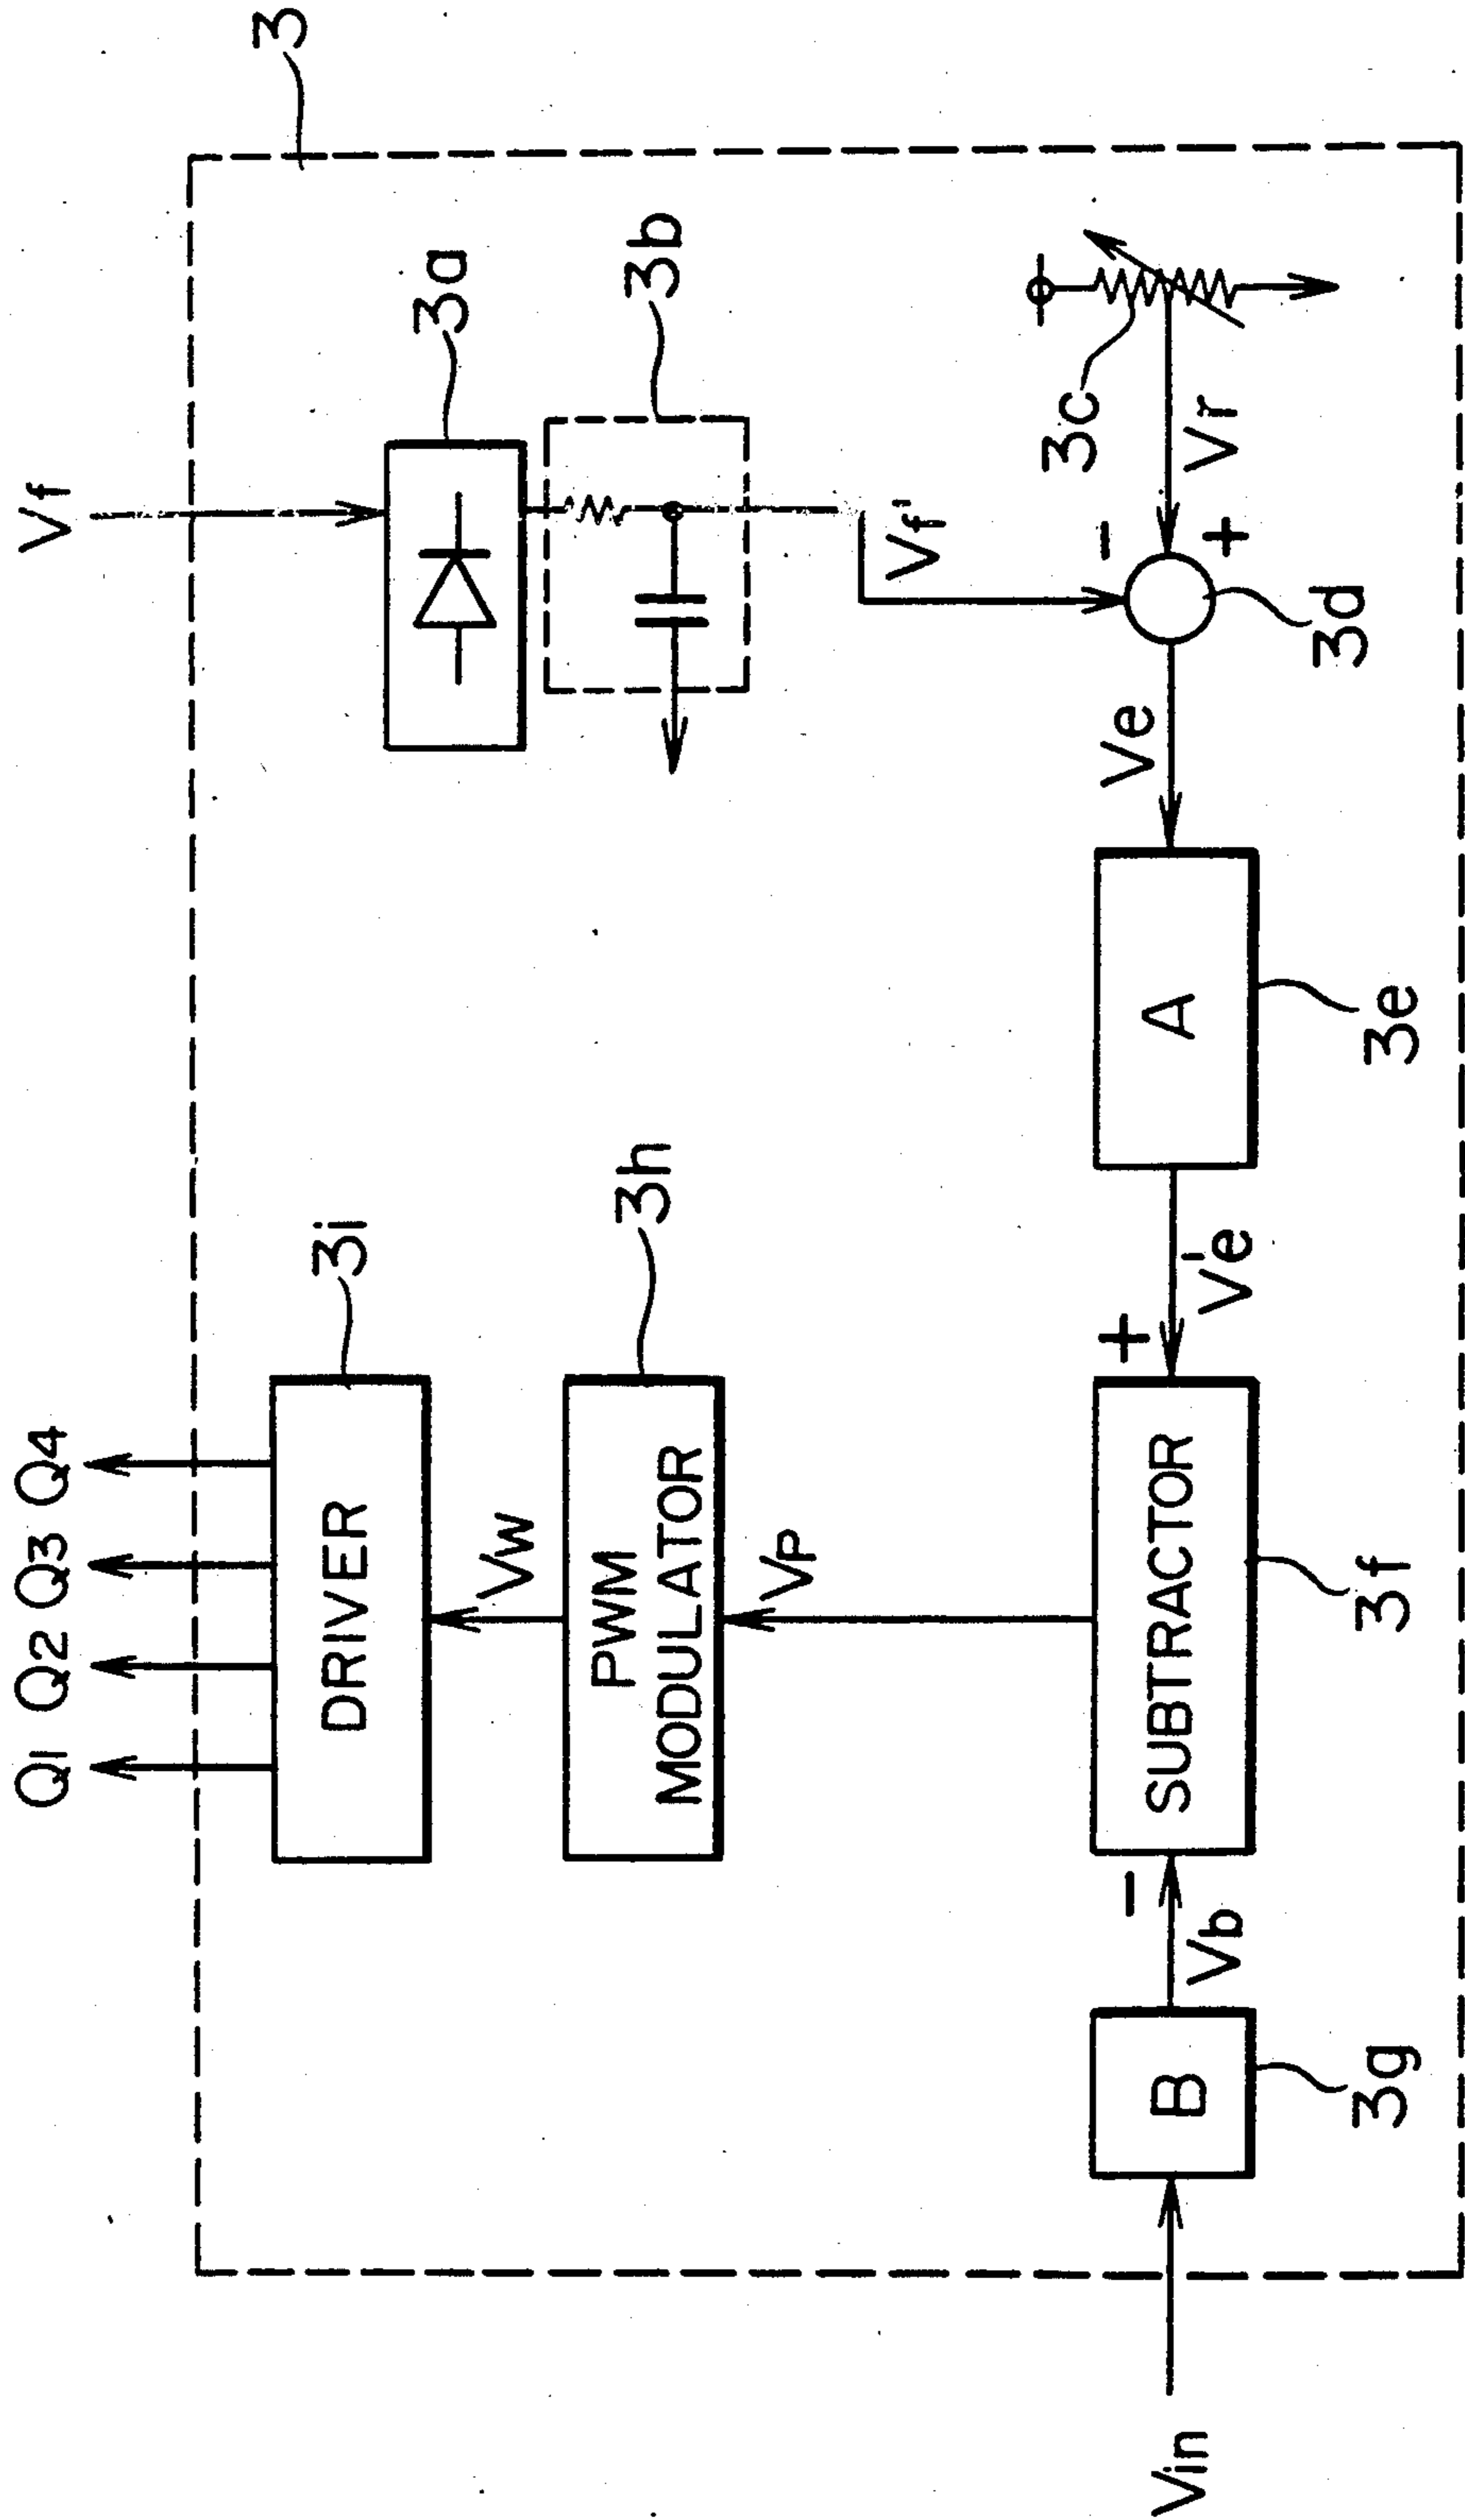 Q1 Q2 Q3 Q4
Vf
3
3i
DRIVER
3a
Vw
3h
PWM
MODULATOR
3b
Vp
Vf'
3c
Vr
-
+
3d
Ve
A
3e
V'e
+
SUBTRACTOR
3f
-
Vb
B
3g
Vin